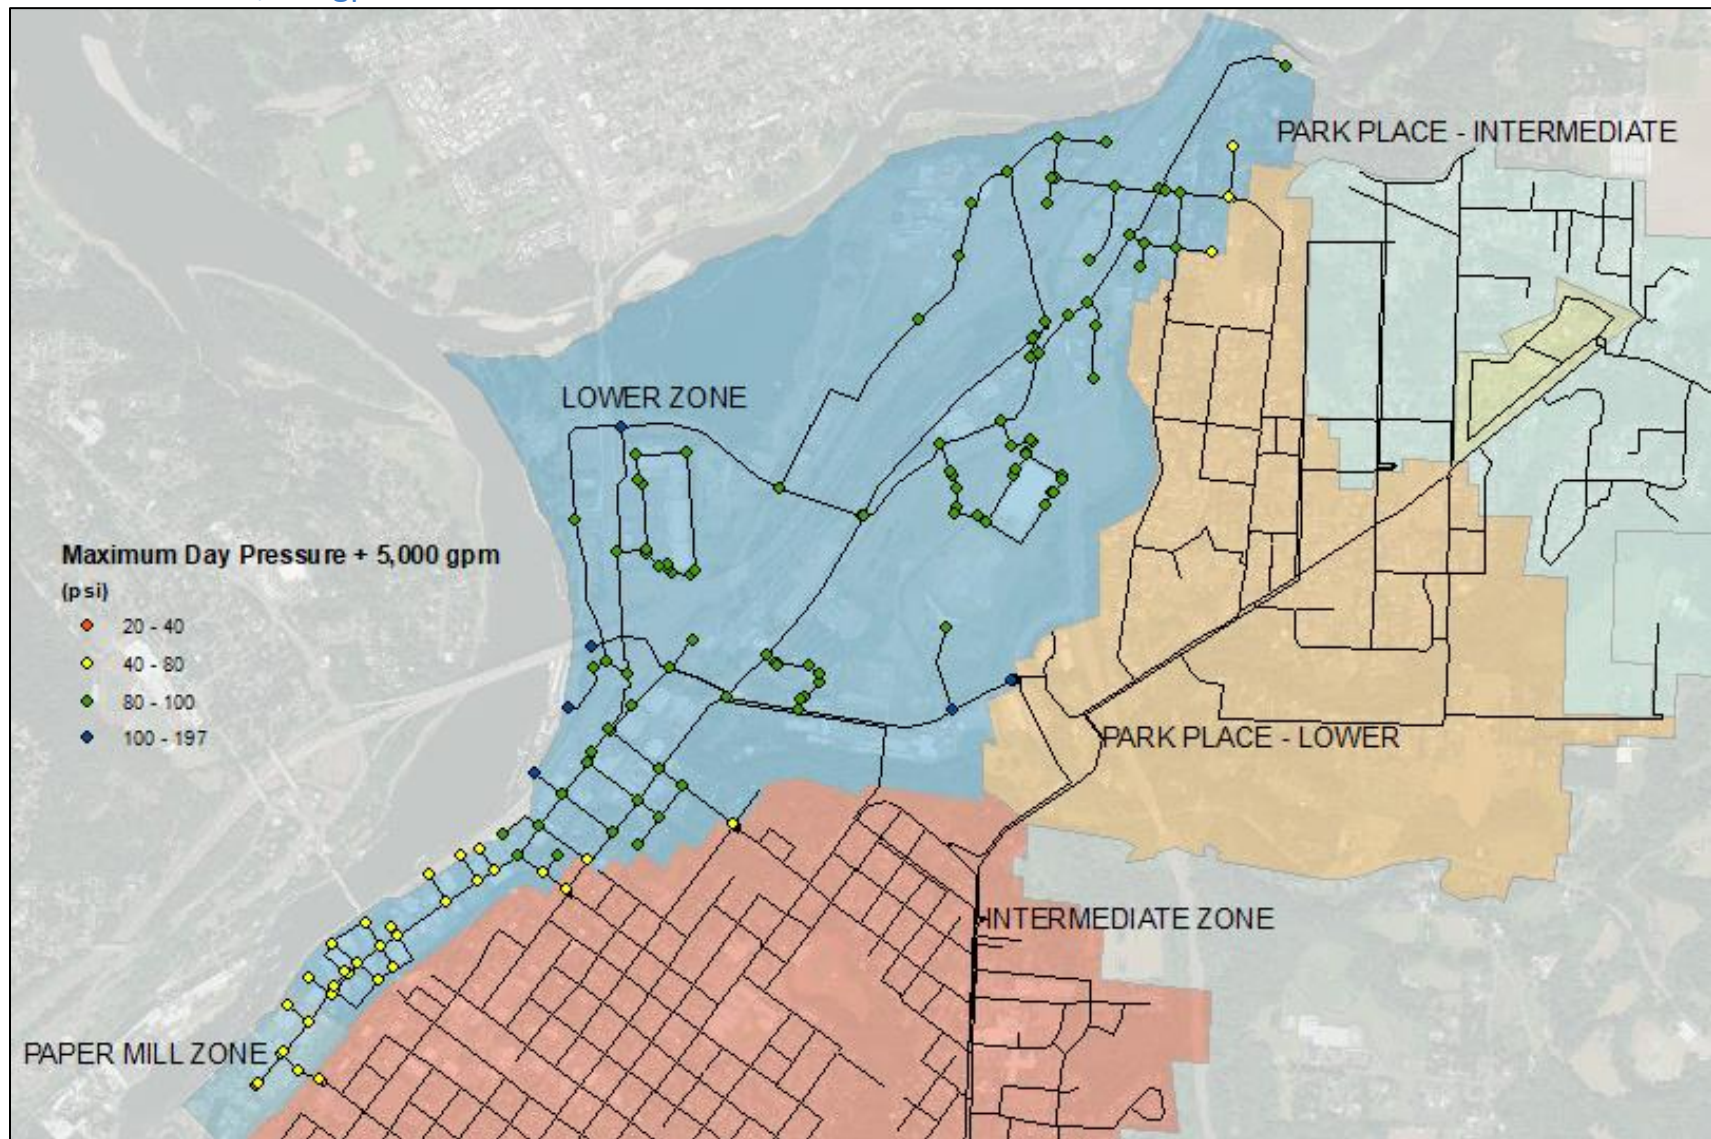 PARK PLACE - INTERMEDIATE
LOWER ZONE
Maximum Day Pressure + 5,000 gpm
(psi)
20 - 40
40 - 80
80 - 100
100 - 197
PARK PLACE - LOWER
INTERMEDIATE ZONE
PAPER MILL ZONE